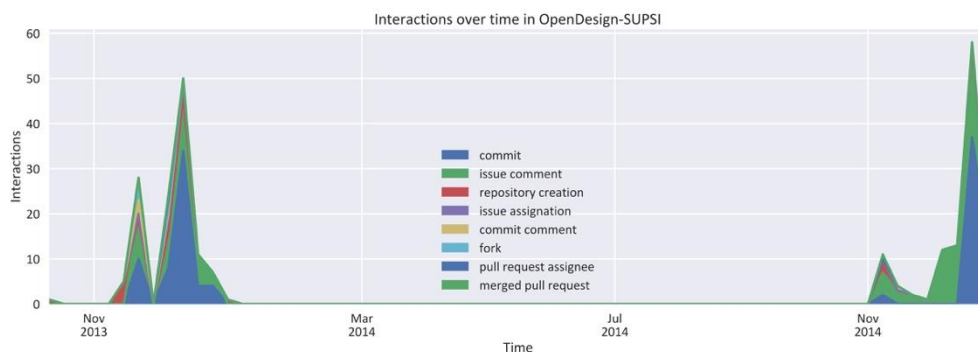 Interactions over time in OpenDesign-SUPSI
60
50
40
30
20
10
0
Interactions
commit
issue comment
repository creation
issue assignation
commit comment
fork
pull request assignee
merged pull request
Nov
2013
Mar
2014
Jul
2014
Nov
2014
Time